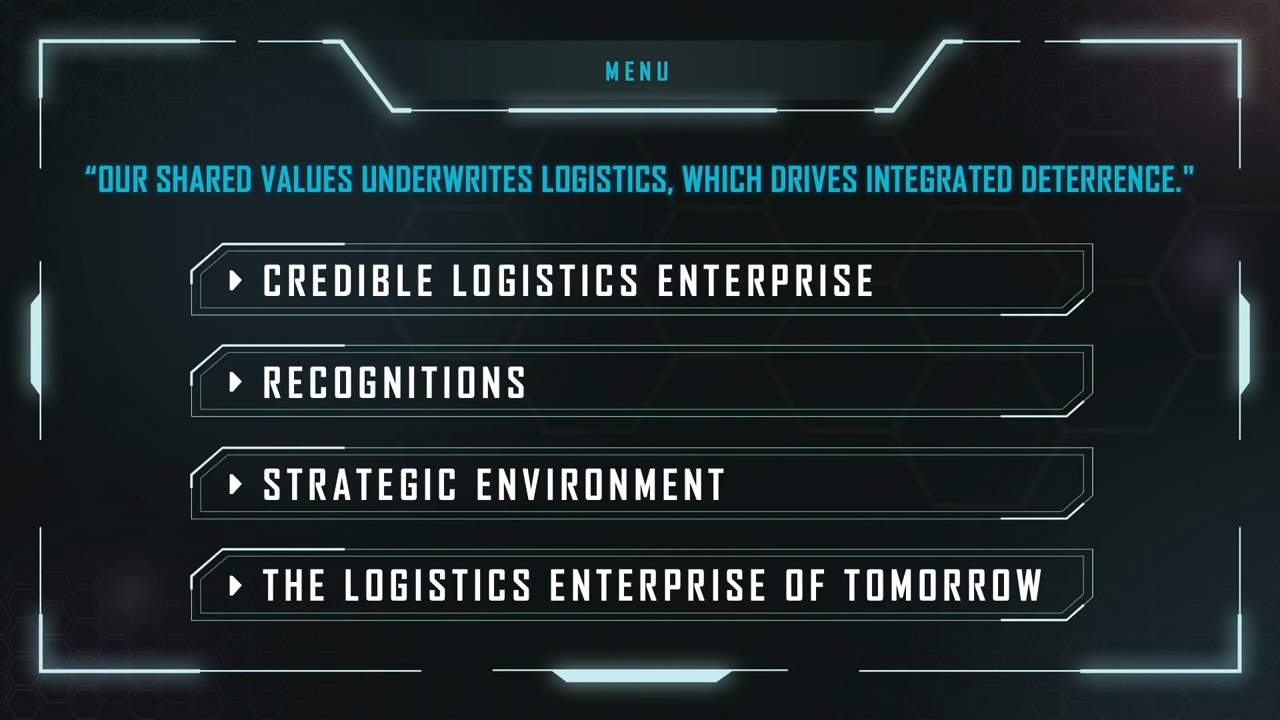 MENU
“OUR SHARED VALUES UNDERWRITES LOGISTICS, WHICH DRIVES INTEGRATED DETERRENCE."
CREDIBLE LOGISTICS ENTERPRISE
RECOGNITIONS
STRATEGIC ENVIRONMENT
THE LOGISTICS ENTERPRISE OF TOMORROW